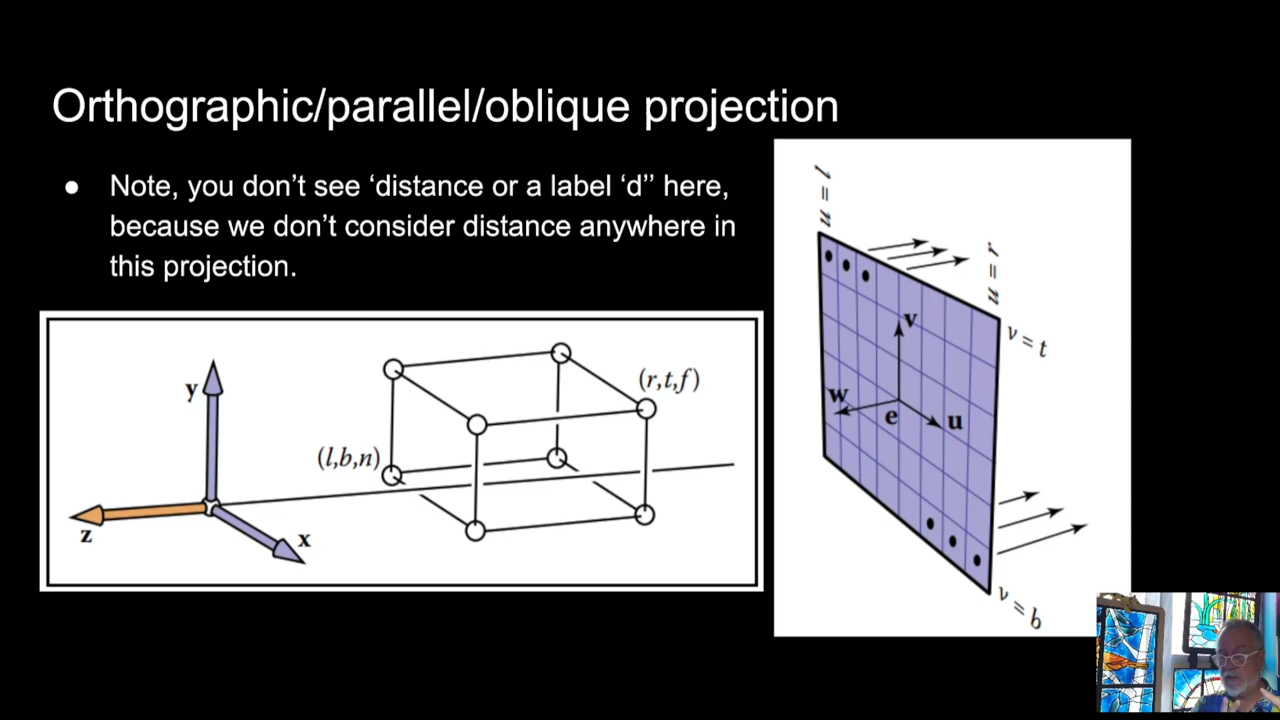 Orthographic/parallel/oblique projection
● Note, you don't see 'distance or a label 'd'' here,
because we don't consider distance anywhere in
this projection.
y
z
x
(l,b,n)
(r,t,f)
u = l
u = r
v = t
v
w
e
u
v = b